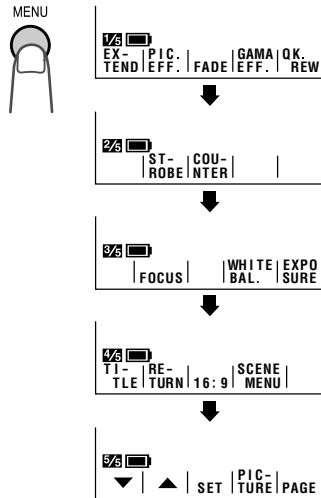 MENU
1/5
EX- PIC. GAMA QK.
TEND EFF. FADE EFF. REW
2/5
ST- COU-
ROBE NTER
3/5
WHITE EXPO
FOCUS BAL. SURE
4/5
TI- RE- SCENE
TLE TURN 16:9 MENU
5/5
PIC-
SET TURE PAGE